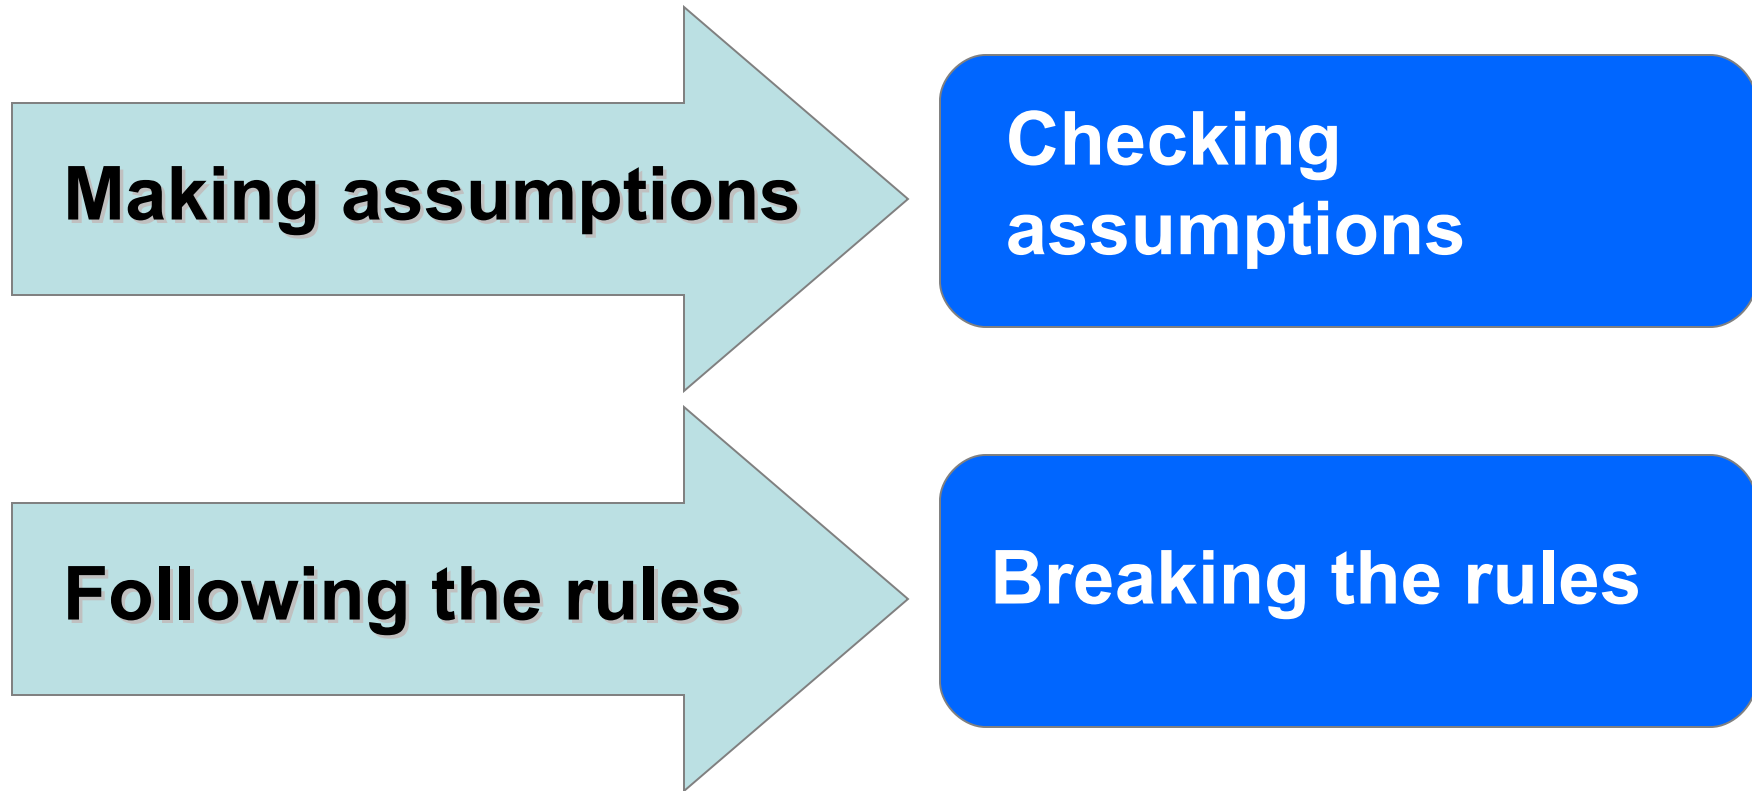 Making assumptions
Checking
assumptions
Following the rules
Breaking the rules